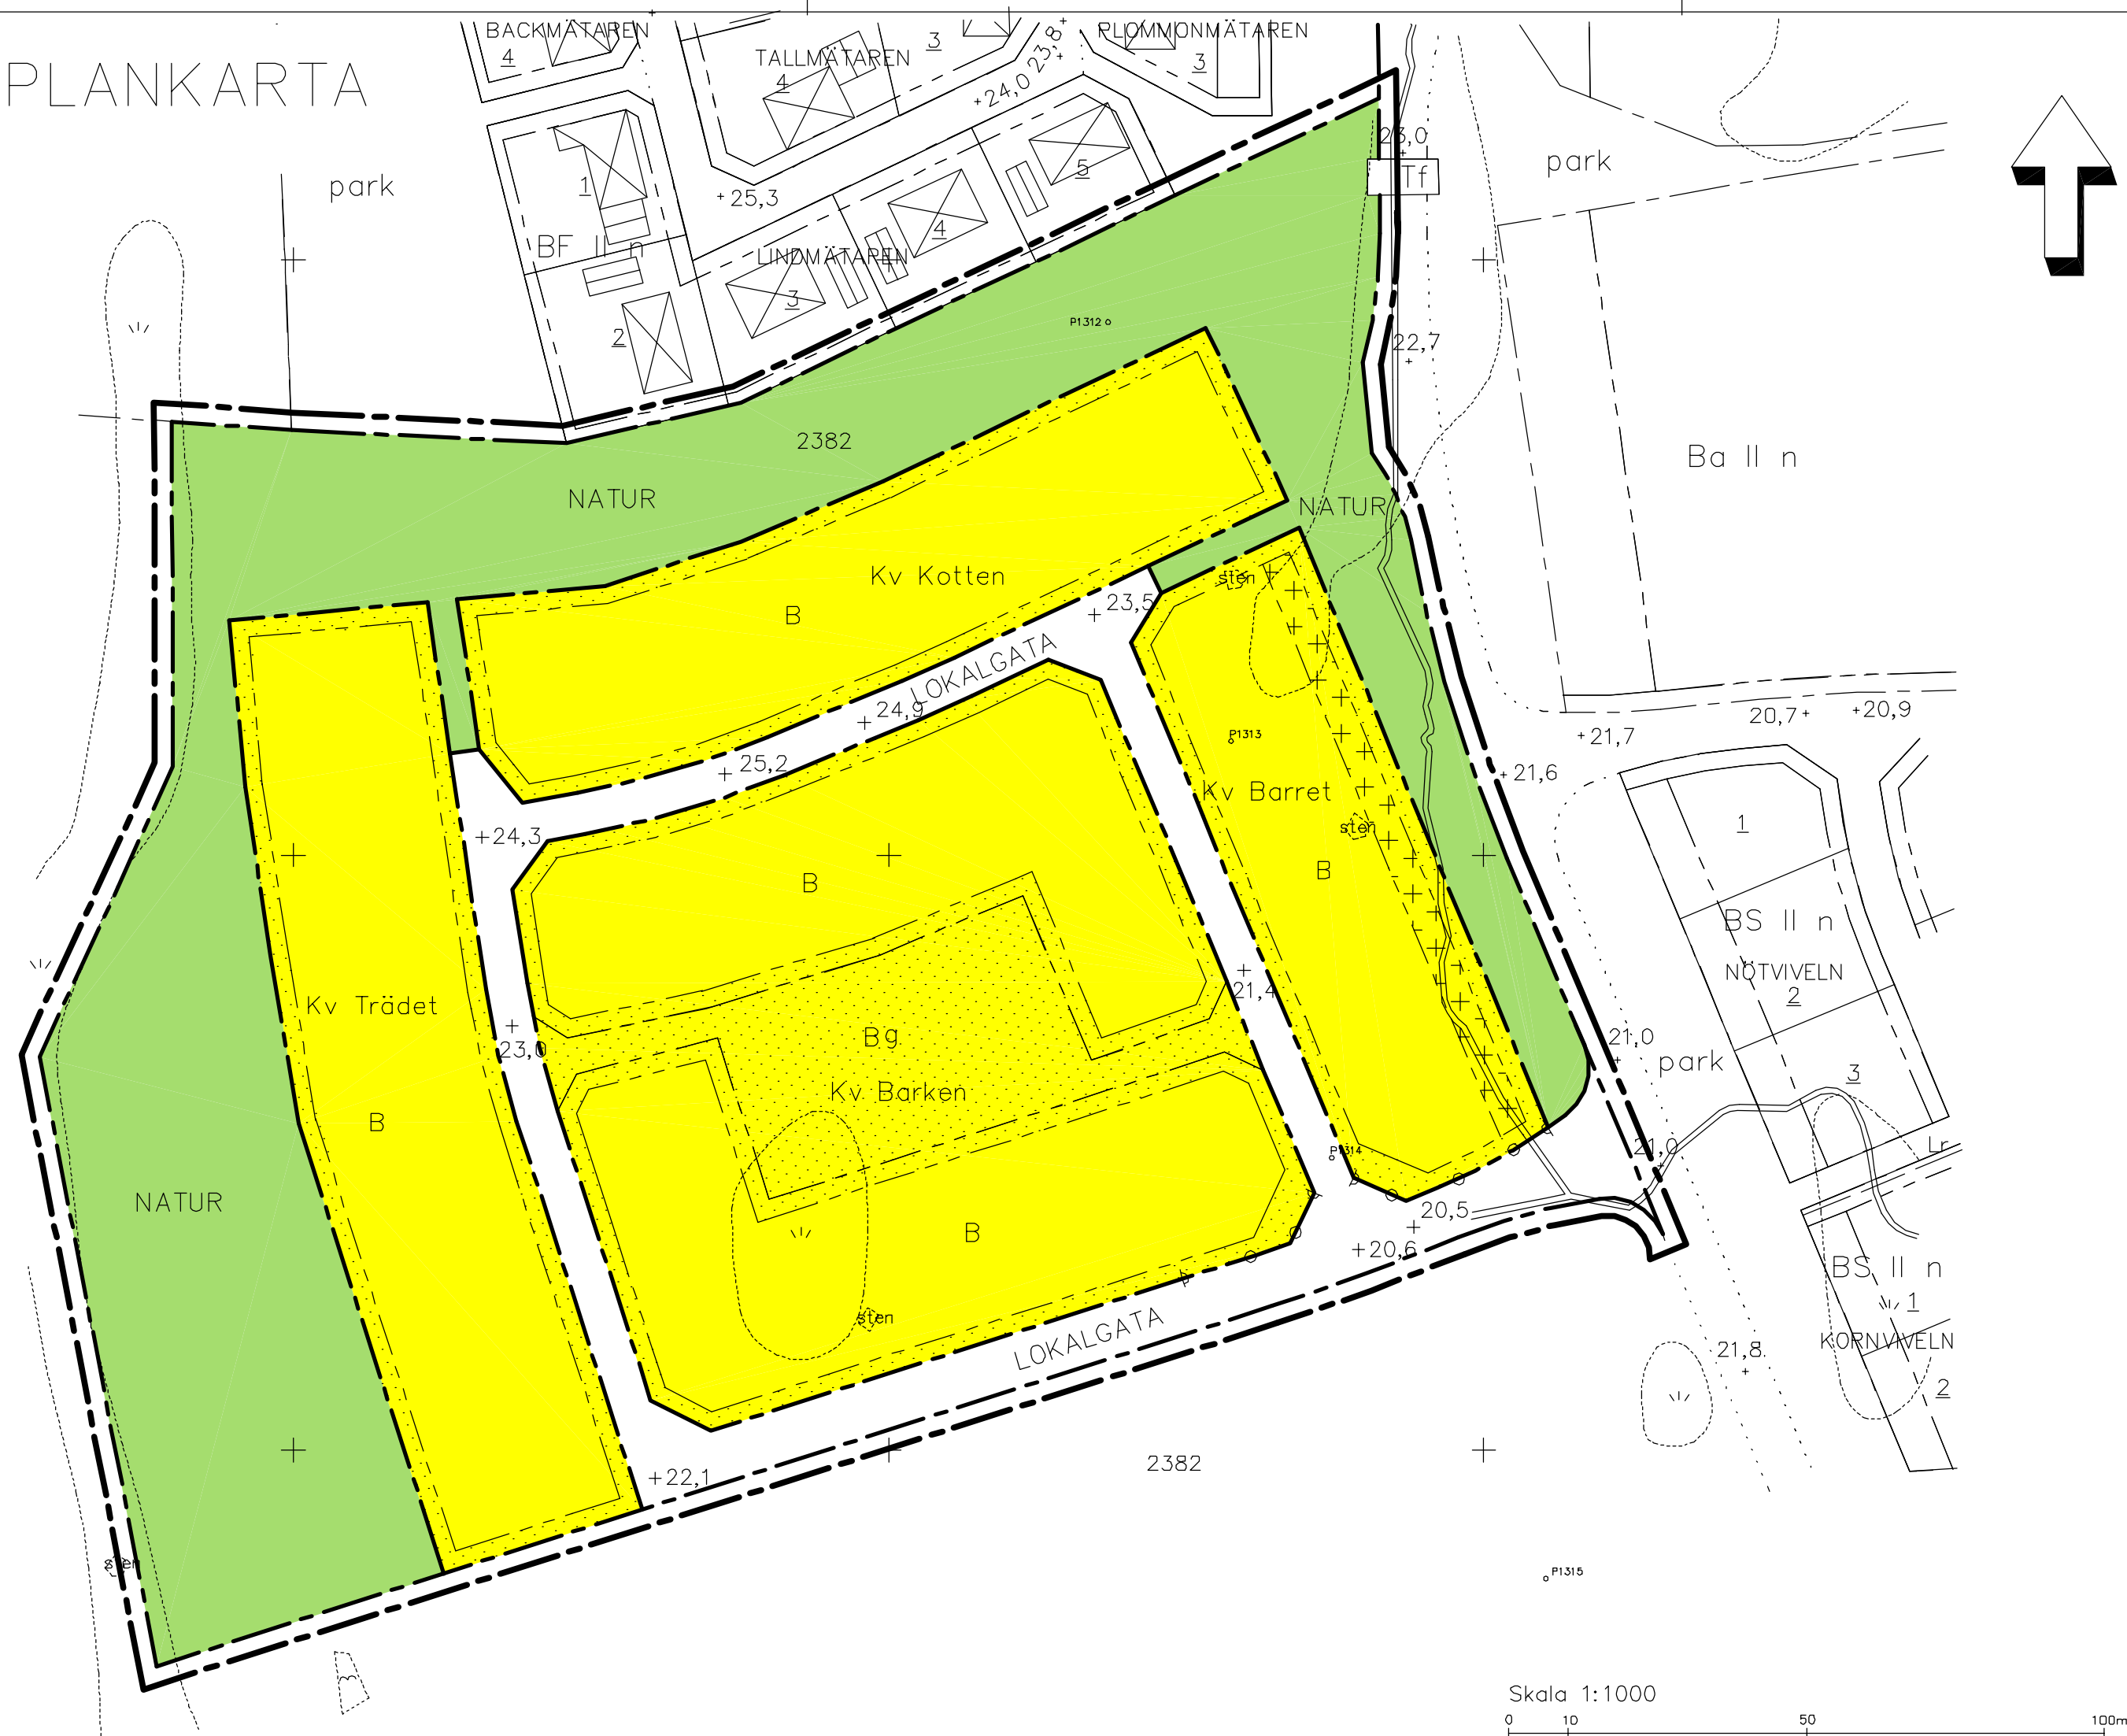 BACKMÄTAREN
4
3
PLOMMONMÄTAREN
TALLMÄTAREN
4
3
23,8
PLANKARTA
+24,0
23,0
park
park
Tf
1
+25,3
5
4
BF II n
LINDMÄTAREN
3
P1312
2
22,7
2382
Ba II n
NATUR
NATUR
Kv Kotten
sten
23,5
B
LOKALGATA
24,9
20,7+
+20,9
P1313
+21,7
25,2
+21,6
Kv Barret
+24,3
sten
1
B
B
BS II n
NÖTVIVELN
2
21,4
Kv Trädet
23,0
Bg
21,0
park
3
Kv Barken
B
21,0
Lr
P1314
NATUR
20,5
B
+20,6
BS II n
1
sten
LOKALGATA
21,8
KORNVIVELN
2
2382
+22,1
sten
P1315
Skala 1:1000
0 10 50 100m